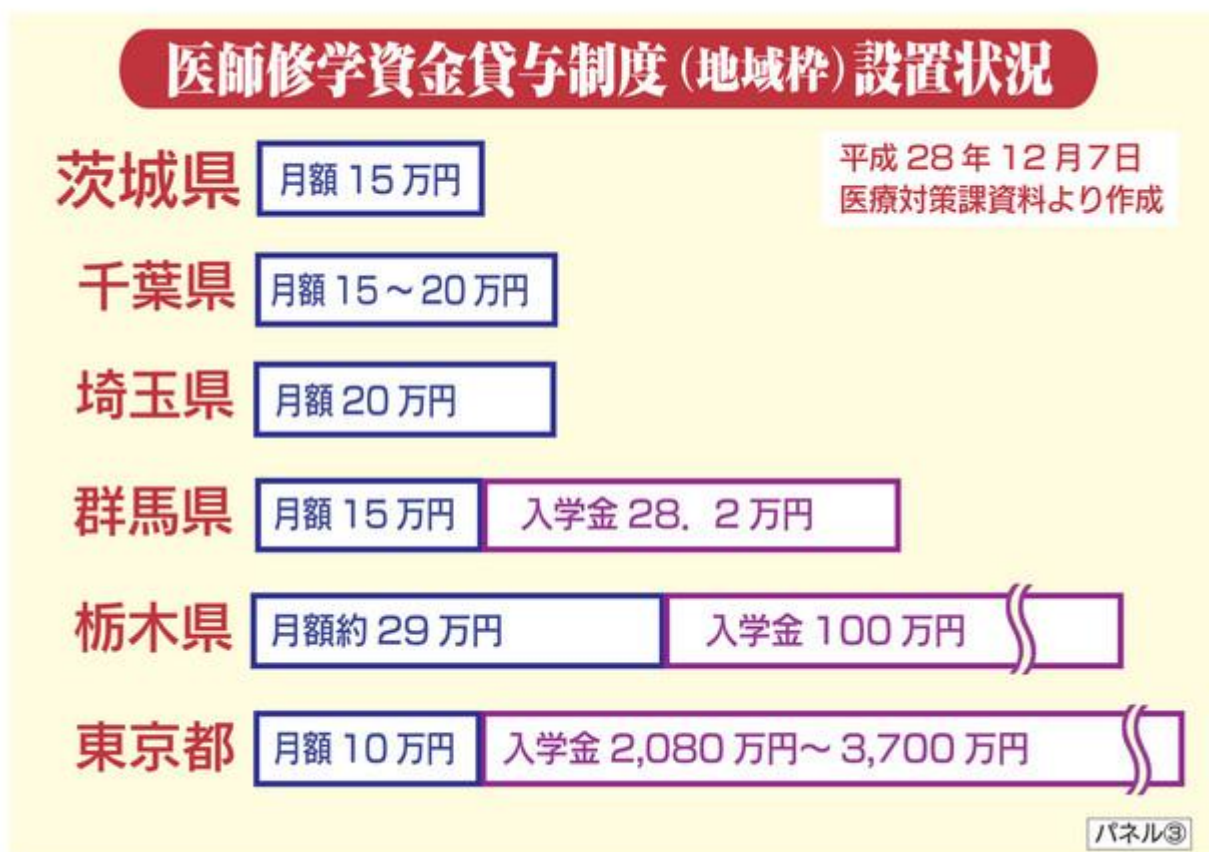 医師修学資金貸与制度(地域枠)設置状況
平成28年12月7日
医療対策課資料より作成
茨城県 月額15万円
千葉県 月額15～20万円
埼玉県 月額20万円
群馬県 月額15万円 入学金28．2万円
栃木県 月額約29万円 入学金100万円
東京都 月額10万円 入学金2,080万円～3,700万円
パネル③